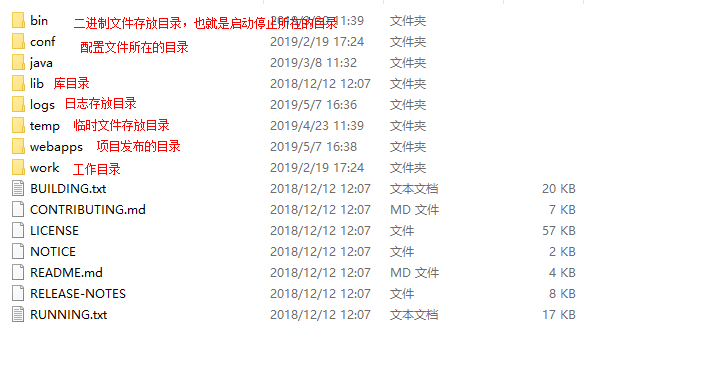 bin 二进制文件存放目录，也就是启动停止所在的目录 11:39 文件夹
conf 配置文件所在的目录 2019/2/19 17:24 文件夹
java 2019/3/8 11:32 文件夹
lib 库目录 2018/12/12 12:07 文件夹
logs 日志存放目录 2019/5/7 16:36 文件夹
temp 临时文件存放目录 2019/4/23 11:39 文件夹
webapps 项目发布的目录 2019/5/7 16:38 文件夹
work 工作目录 2019/2/19 17:24 文件夹
BUILDING.txt 2018/12/12 12:07 文本文档 20 KB
CONTRIBUTING.md 2018/12/12 12:07 MD 文件 7 KB
LICENSE 2018/12/12 12:07 文件 57 KB
NOTICE 2018/12/12 12:07 文件 2 KB
README.md 2018/12/12 12:07 MD 文件 4 KB
RELEASE-NOTES 2018/12/12 12:07 文件 8 KB
RUNNING.txt 2018/12/12 12:07 文本文档 17 KB